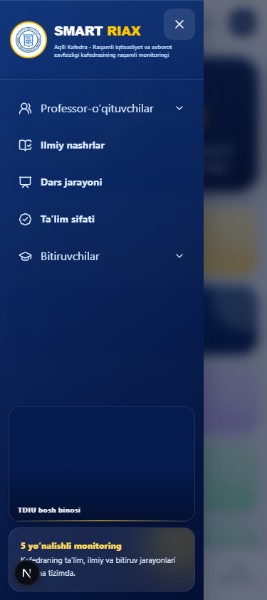 SMART RIAX
Aqlli Kafedra - Raqamli iqtisodiyot va axborot
xavfsizligi kafedrasining raqamli monitoringi
Professor-o'qituvchilar
Ilmiy nashrlar
Dars jarayoni
Ta'lim sifati
Bitiruvchilar
TDIU bosh binosi
5 yo'nalishli monitoring
Kafedraning ta'lim, ilmiy va bitiruv jarayonlari
N
tizimda.